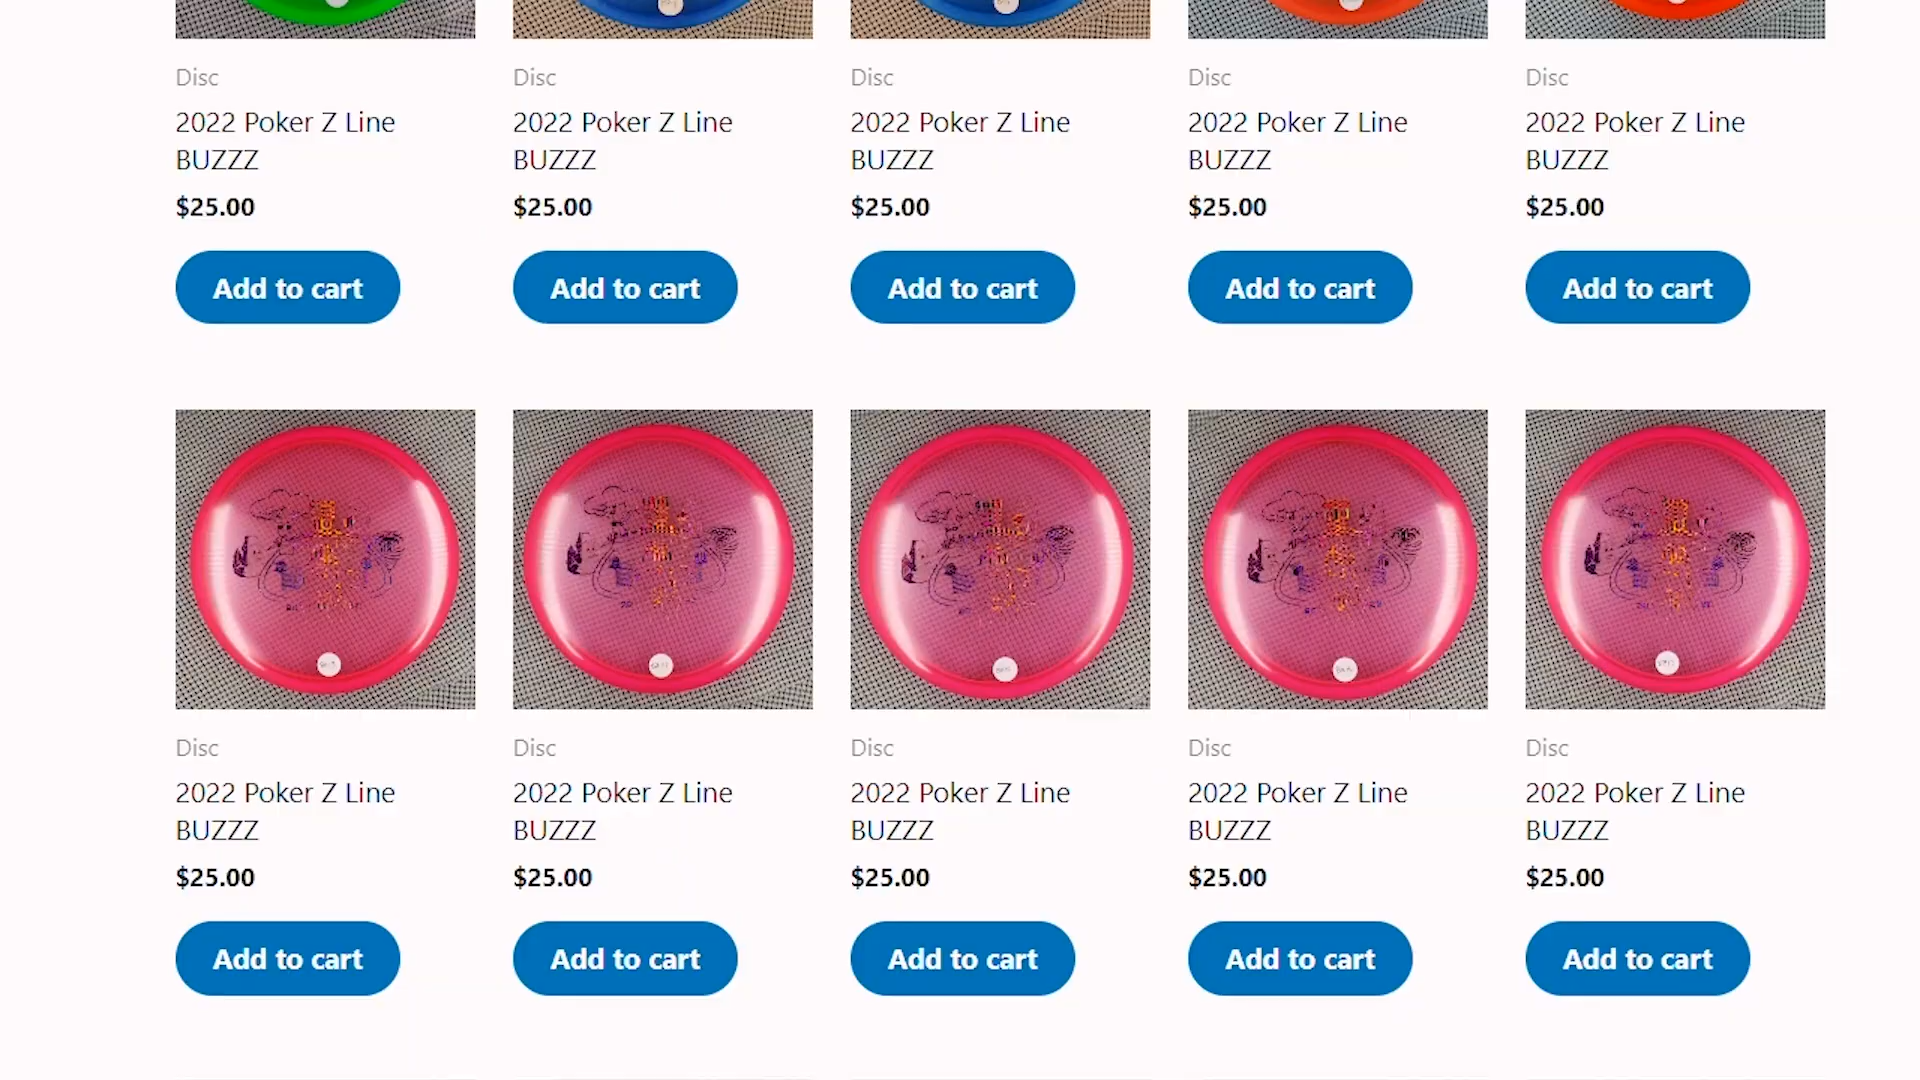 Disc
2022 Poker Z Line
BUZZZ
$25.00
Add to cart
Disc
2022 Poker Z Line
BUZZZ
$25.00
Add to cart
Disc
2022 Poker Z Line
BUZZZ
$25.00
Add to cart
Disc
2022 Poker Z Line
BUZZZ
$25.00
Add to cart
Disc
2022 Poker Z Line
BUZZZ
$25.00
Add to cart
Disc
2022 Poker Z Line
BUZZZ
$25.00
Add to cart
Disc
2022 Poker Z Line
BUZZZ
$25.00
Add to cart
Disc
2022 Poker Z Line
BUZZZ
$25.00
Add to cart
Disc
2022 Poker Z Line
BUZZZ
$25.00
Add to cart
Disc
2022 Poker Z Line
BUZZZ
$25.00
Add to cart